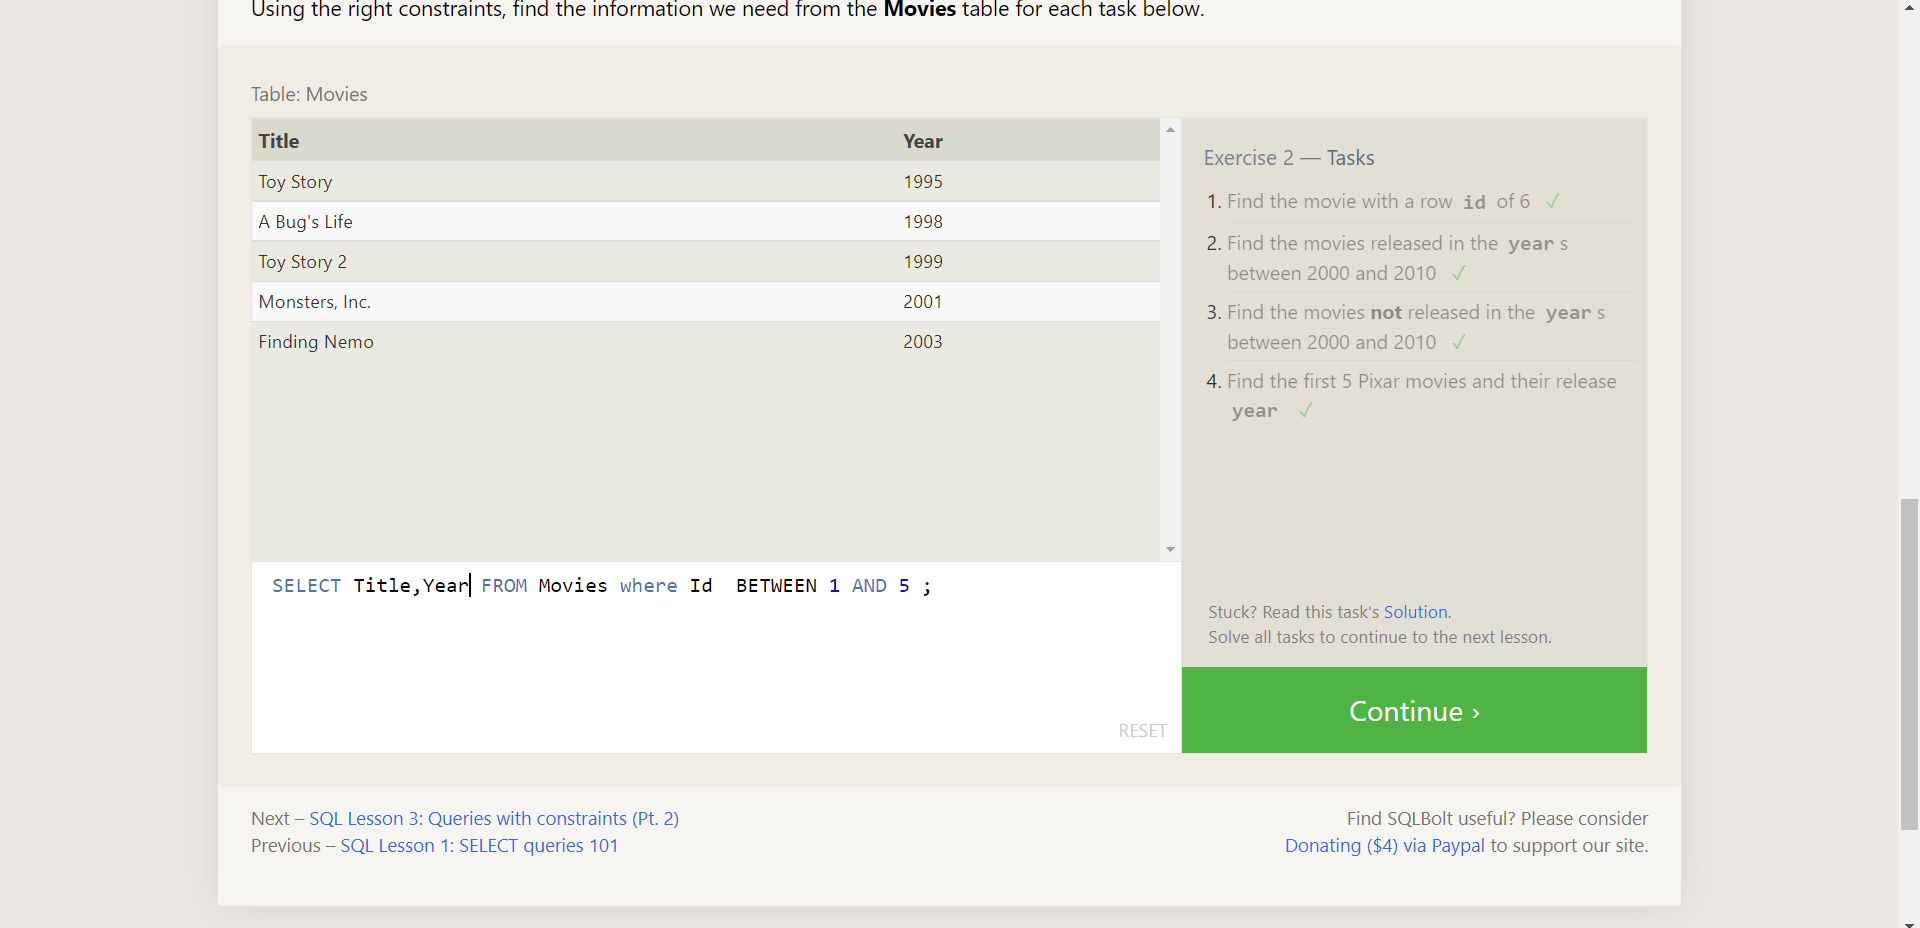 Using the right constraints, find the information we need from the Movies table for each task below.
Table: Movies
Title Year
Toy Story 1995
A Bug's Life 1998
Toy Story 2 1999
Monsters, Inc. 2001
Finding Nemo 2003
SELECT Title,Year FROM Movies where Id  BETWEEN 1 AND 5 ;
RESET
Exercise 2 — Tasks
1. Find the movie with a row id of 6 ✓
2. Find the movies released in the year s
between 2000 and 2010 ✓
3. Find the movies not released in the year s
between 2000 and 2010 ✓
4. Find the first 5 Pixar movies and their release
year ✓
Stuck? Read this task's Solution.
Solve all tasks to continue to the next lesson.
Continue ›
Next – SQL Lesson 3: Queries with constraints (Pt. 2)
Previous – SQL Lesson 1: SELECT queries 101
Find SQLBolt useful? Please consider
Donating ($4) via Paypal to support our site.